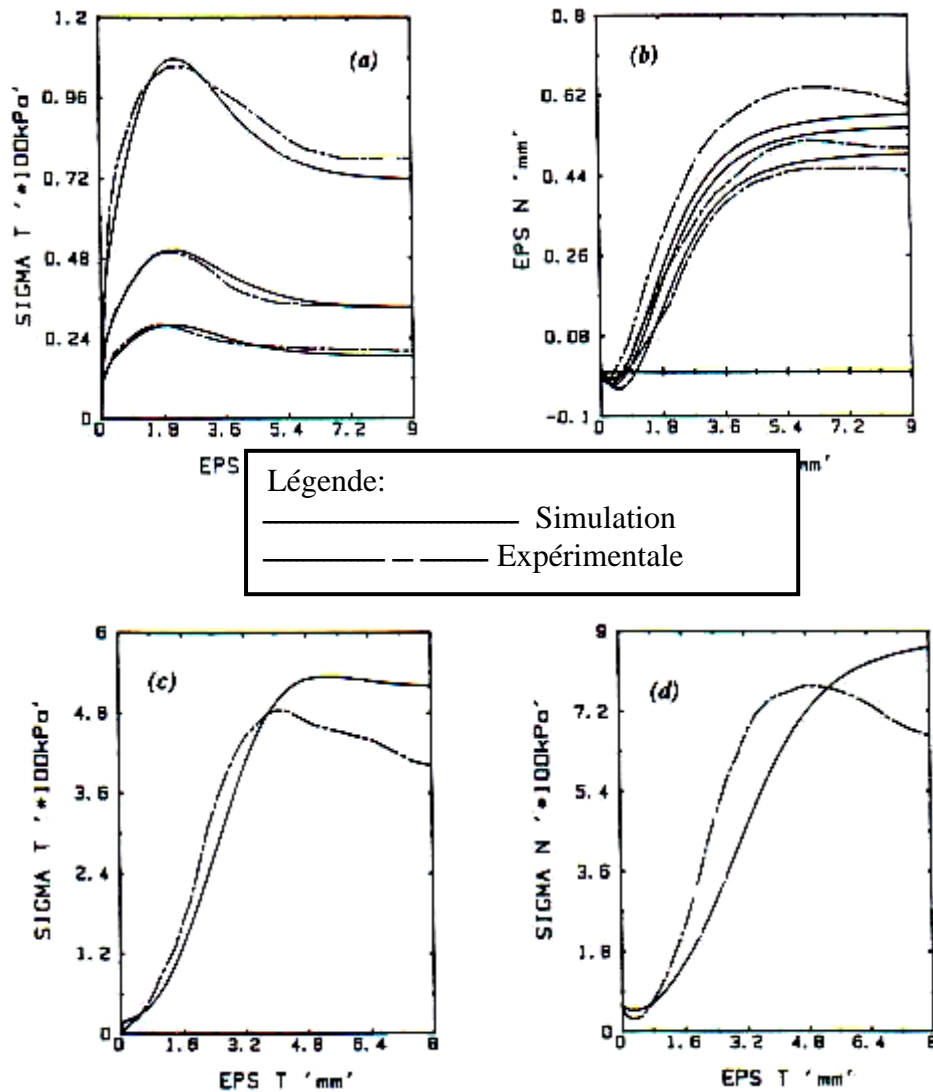 (a)
SIGMA T '*100kPa'
1.2
0.96
0.72
0.48
0.24
0
0 1.8 3.6 5.4 7.2 9
EPS
(b)
EPS N 'mm'
0.8
0.62
0.44
0.26
0.08
-0.1
0 1.8 3.6 5.4 7.2 9
mm'
Légende:
Simulation
Expérimentale
(c)
SIGMA T '*100kPa'
6
4.8
3.6
2.4
1.2
0
0 1.6 3.2 4.8 6.4 8
EPS T 'mm'
(d)
SIGMA N '*100kPa'
9
7.2
5.4
3.6
1.8
0
0 1.6 3.2 4.8 6.4 8
EPS T 'mm'